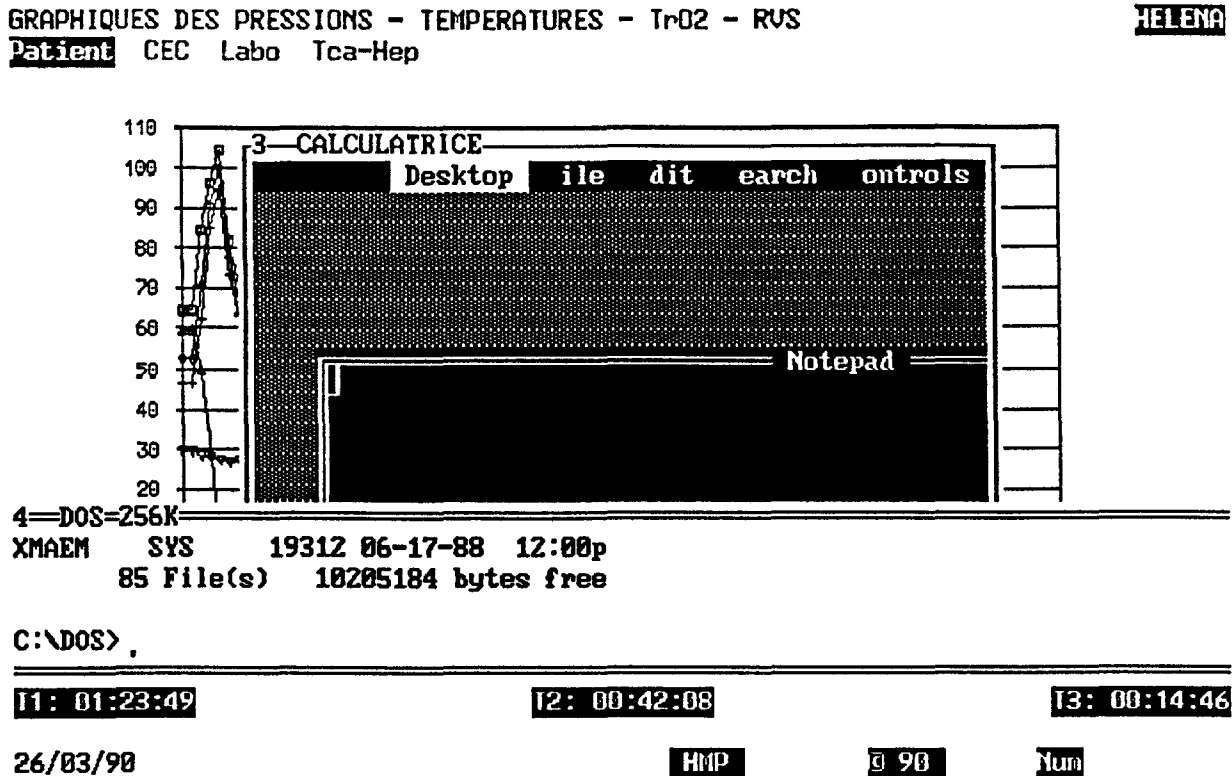 GRAPHIQUES DES PRESSIONS - TEMPERATURES - TrO2 - RVS HELENA
Patient CEC Labo Tca-Hep
110
3 CALCULATRICE
100
Desktop ile dit earch ontrols
90
80
70
60
Notepad
50
40
30
20
4 DOS=256K
XMAEM SYS 19312 06-17-88 12:00p
85 File(s) 10205184 bytes free
C:\DOS>
T1: 01:23:49 T2: 00:42:08 T3: 00:14:46
26/03/90 HMP © 90 Num